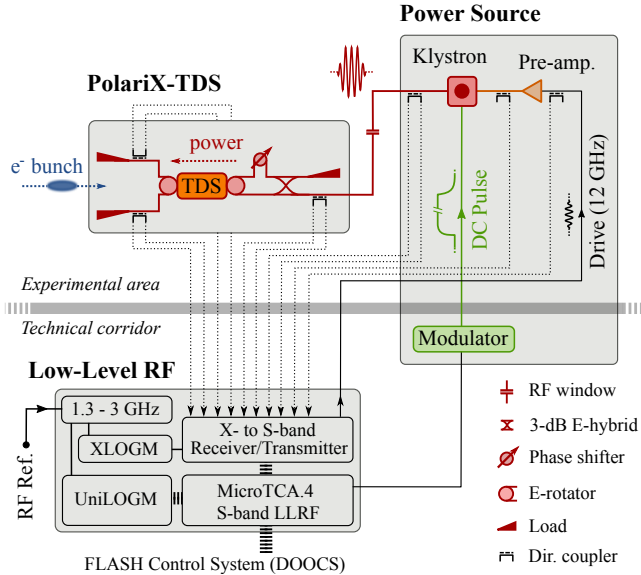 Power Source
Klystron
Pre-amp.
PolariX-TDS
power
e- bunch
TDS
DC Pulse
Drive (12 GHz)
Experimental area
Technical corridor
Modulator
Low-Level RF
1.3 - 3 GHz
XLOGM
X- to S-band
Receiver/Transmitter
RF Ref.
UniLOGM
MicroTCA.4
S-band LLRF
FLASH Control System (DOOCS)
RF window
3-dB E-hybrid
Phase shifter
E-rotator
Load
Dir. coupler